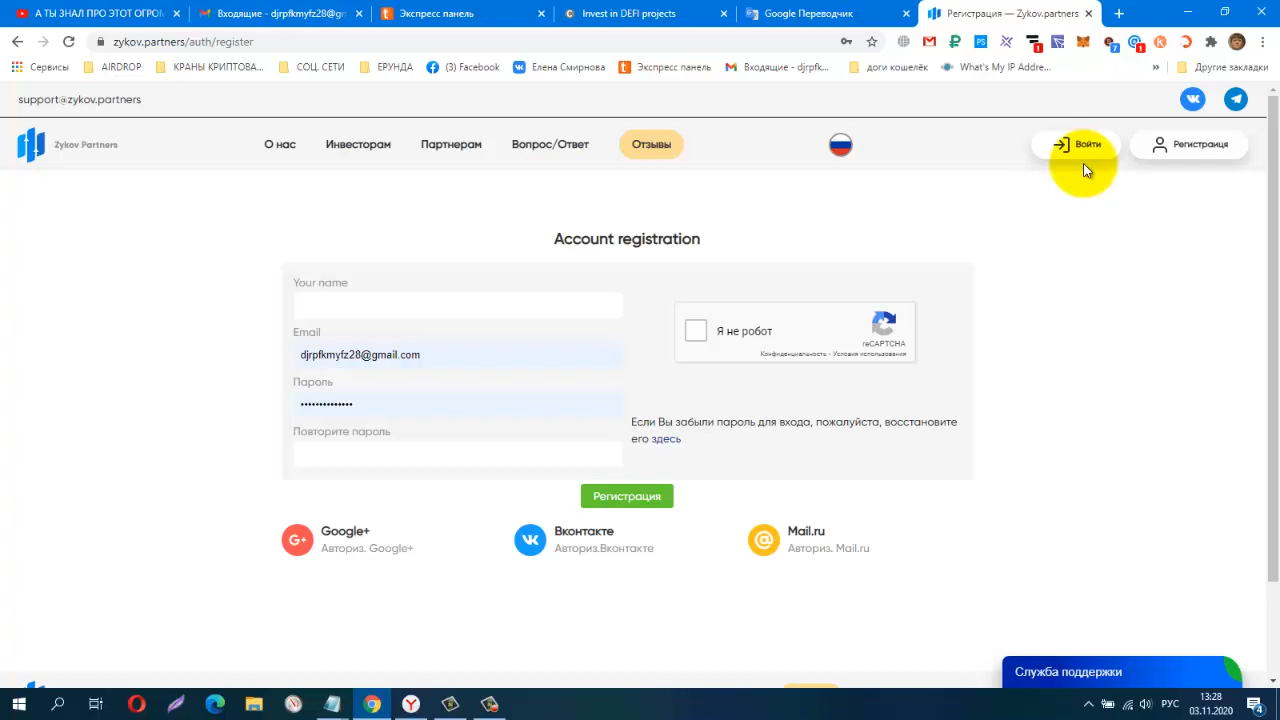 А ТЫ ЗНАЛ ПРО ЭТОТ ОГРОМ
Входящие - djrpfkmyfz28@gm
Экспресс панель
Invest in DEFI projects
Google Переводчик
Регистрация — Zykov.partners
zykov.partners/auth/register
Сервисы
AIRDROP
КРАНЫ КРИПТОВА...
СОЦ. СЕТИ
ЕРУНДА
(3) Facebook
Елена Смирнова
Экспресс панель
Входящие - djrpfk...
доги кошелёк
What's My IP Addre...
»
Другие закладки
support@zykov.partners
Zykov Partners
О нас
Инвесторам
Партнерам
Вопрос/Ответ
Отзывы
Войти
Регистраиця
Account registration
Your name
Email
djrpfkmyfz28@gmail.com
Пароль
••••••••••••••
Повторите пароль
Я не робот
reCAPTCHA
Конфиденциальность - Условия использования
Если Вы забыли пароль для входа, пожалуйста, восстановите
его здесь
Регистрация
Google+
Авториз. Google+
Вконтакте
Авториз.Вконтакте
Mail.ru
Авториз. Mail.ru
Служба поддержки
РУС
13:28
03.11.2020